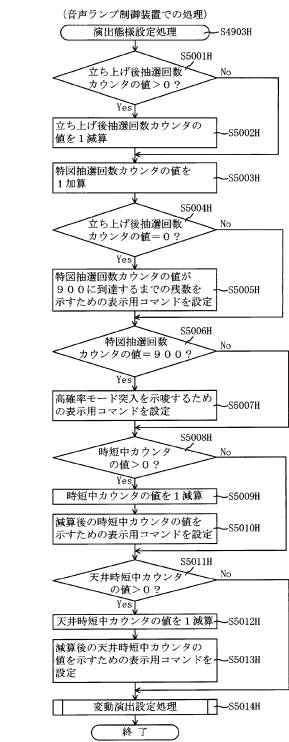 (音声ランプ制御装置での処理)
演出態様設定処理
S4903H
S5001H
立ち上げ後抽選回数
カウンタの値>0?
No
Yes
立ち上げ後抽選回数カウンタの
値を1減算
S5002H
特図抽選回数カウンタの値を
1加算
S5003H
S5004H
立ち上げ後抽選回数
カウンタの値=0?
No
Yes
特図抽選回数カウンタの値が
900に到達するまでの残数を
示すための表示用コマンドを設定
S5005H
S5006H
特図抽選回数
カウンタの値=900?
No
Yes
高確率モード突入を示唆するため
の表示用コマンドを設定
S5007H
S5008H
時短中カウンタ
の値>0?
No
Yes
時短中カウンタの値を1減算
S5009H
減算後の時短中カウンタの値を
示すための表示用コマンドを設定
S5010H
S5011H
天井時短中カウンタ
の値>0?
No
Yes
天井時短中カウンタの値を1減算
S5012H
減算後の天井時短中カウンタの
値を示すための表示用コマンドを
設定
S5013H
変動演出設定処理
S5014H
終了